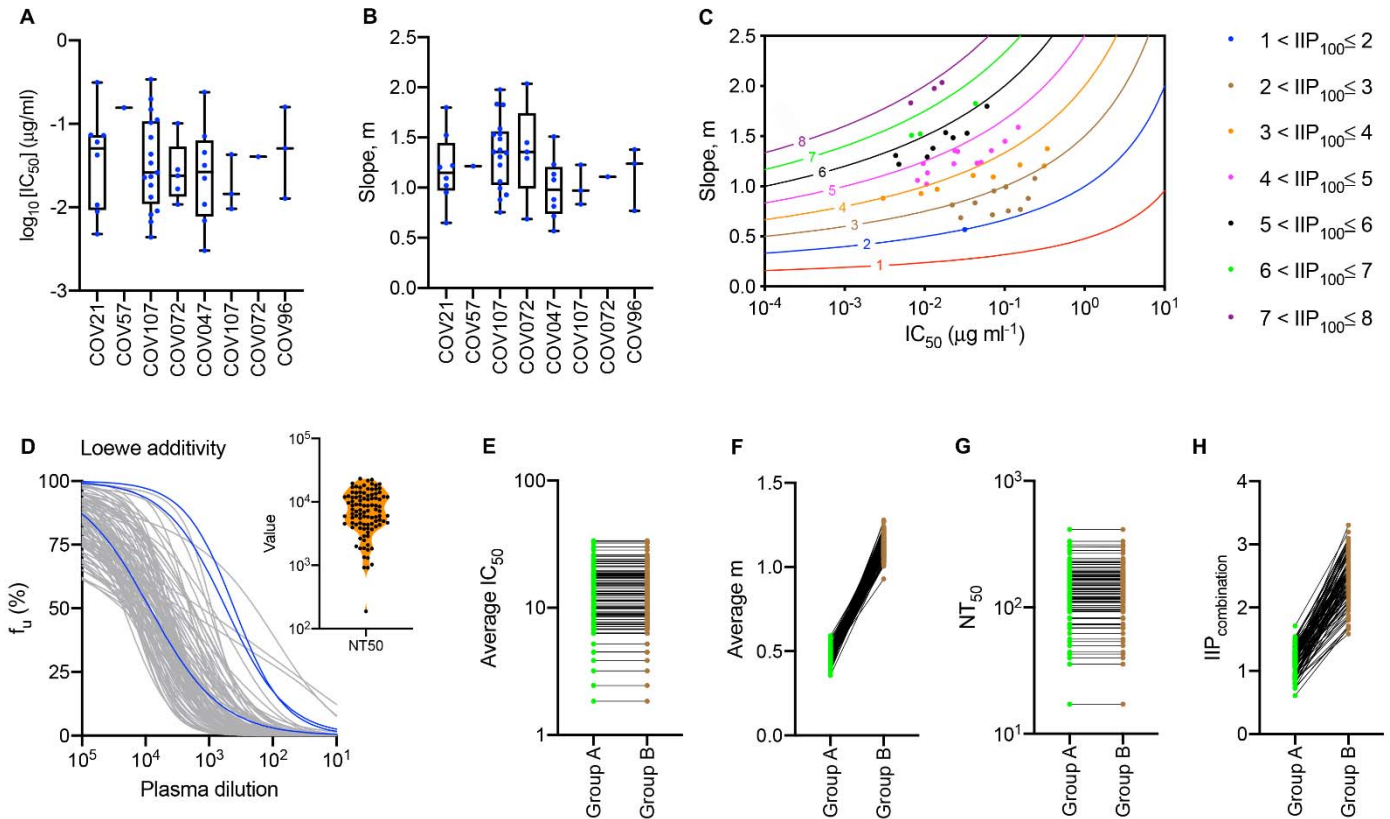 A
log10 [IC50] (μg/ml)
-0
-1
-2
-3
COV21
COV57
COV107
COV072
COV047
COV107
COV072
COV96
B
Slope, m
2.5
2.0
1.5
1.0
0.5
0.0
COV21
COV57
COV107
COV072
COV047
COV107
COV072
COV96
C
Slope, m
2.5
2.0
1.5
1.0
0.5
0.0
8
7
6
5
4
3
2
1
10-4
10-3
10-2
10-1
100
101
IC50 (μg ml-1)
1 < IIP100≤ 2
2 < IIP100≤ 3
3 < IIP100≤ 4
4 < IIP100≤ 5
5 < IIP100≤ 6
6 < IIP100≤ 7
7 < IIP100≤ 8
D
Loewe additivity
fu (%)
100
75
50
25
0
105
104
103
102
101
Plasma dilution
Value
105
104
103
102
NT50
E
Average IC50
100
10
1
Group A
Group B
F
Average m
1.5
1.0
0.5
0.0
Group A
Group B
G
NT50
103
102
101
Group A
Group B
H
IIPcombination
4
3
2
1
0
Group A
Group B